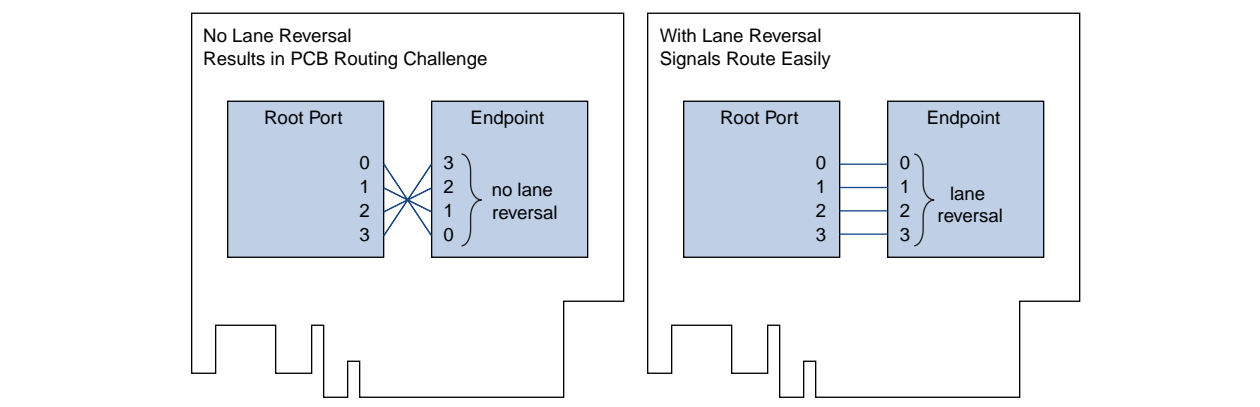 No Lane Reversal
Results in PCB Routing Challenge
Root Port
Endpoint
0
1
2
3
3
2
1
0
no lane
reversal
With Lane Reversal
Signals Route Easily
Root Port
Endpoint
0
1
2
3
0
1
2
3
lane
reversal